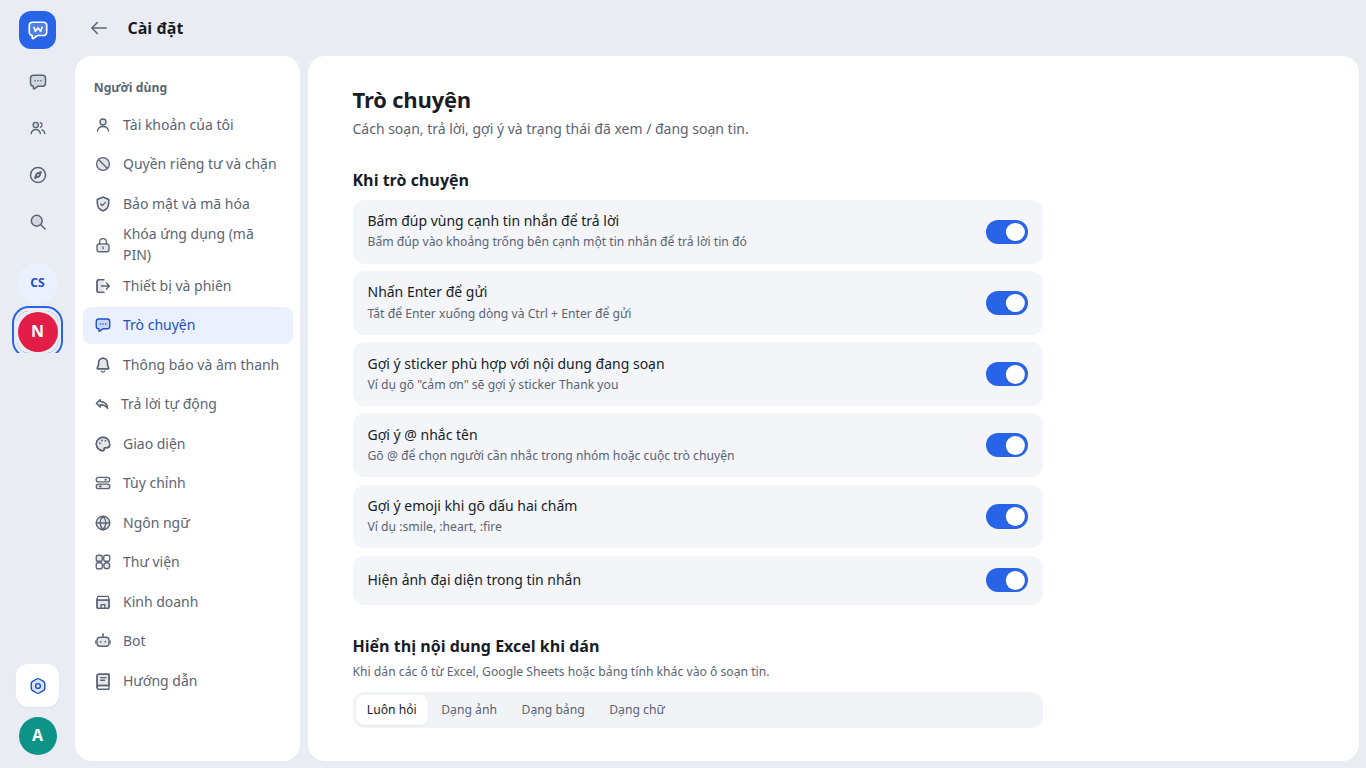 Cài đặt
CS
N
A
Người dùng
Tài khoản của tôi
Quyền riêng tư và chặn
Bảo mật và mã hóa
Khóa ứng dụng (mã
PIN)
Thiết bị và phiên
Trò chuyện
Thông báo và âm thanh
Trả lời tự động
Giao diện
Tùy chỉnh
Ngôn ngữ
Thư viện
Kinh doanh
Bot
Hướng dẫn
Trò chuyện
Cách soạn, trả lời, gợi ý và trạng thái đã xem / đang soạn tin.
Khi trò chuyện
Bấm đúp vùng cạnh tin nhắn để trả lời
Bấm đúp vào khoảng trống bên cạnh một tin nhắn để trả lời tin đó
Nhấn Enter để gửi
Tắt để Enter xuống dòng và Ctrl + Enter để gửi
Gợi ý sticker phù hợp với nội dung đang soạn
Ví dụ gõ "cảm ơn" sẽ gợi ý sticker Thank you
Gợi ý @ nhắc tên
Gõ @ để chọn người cần nhắc trong nhóm hoặc cuộc trò chuyện
Gợi ý emoji khi gõ dấu hai chấm
Ví dụ :smile, :heart, :fire
Hiện ảnh đại diện trong tin nhắn
Hiển thị nội dung Excel khi dán
Khi dán các ô từ Excel, Google Sheets hoặc bảng tính khác vào ô soạn tin.
Luôn hỏi Dạng ảnh Dạng bảng Dạng chữ